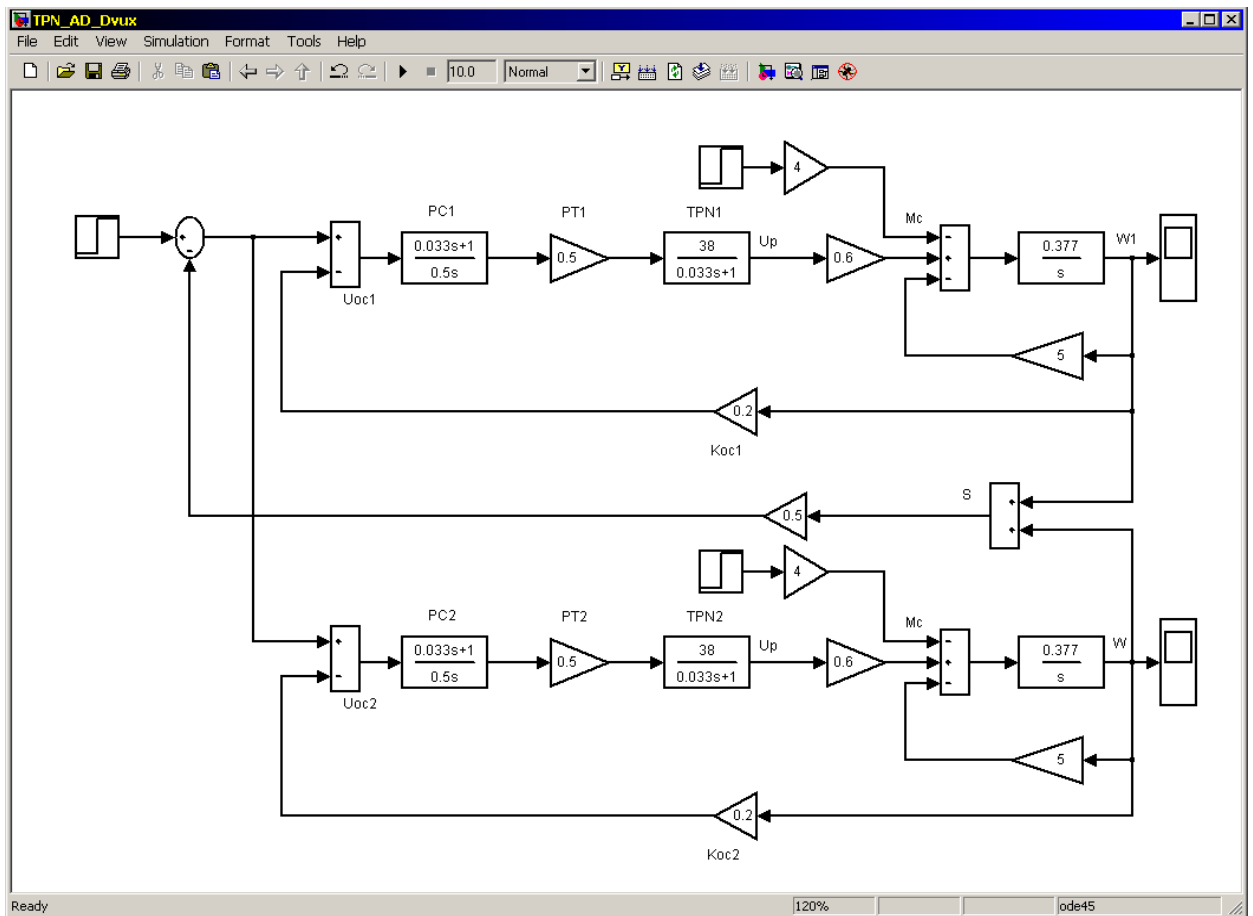 TPN_AD_Dvux
File Edit View Simulation Format Tools Help
10.0 Normal
4
PC1 PT1 TPN1 Mc
Up W1
0.033s+1
0.5s
0.5
38
0.033s+1
0.6
0.377
s
Uoc1
5
0.2
Koc1
S
0.5
4
PC2 PT2 TPN2 Mc
Up W
0.033s+1
0.5s
0.5
38
0.033s+1
0.6
0.377
s
Uoc2
5
0.2
Koc2
Ready 120% ode45